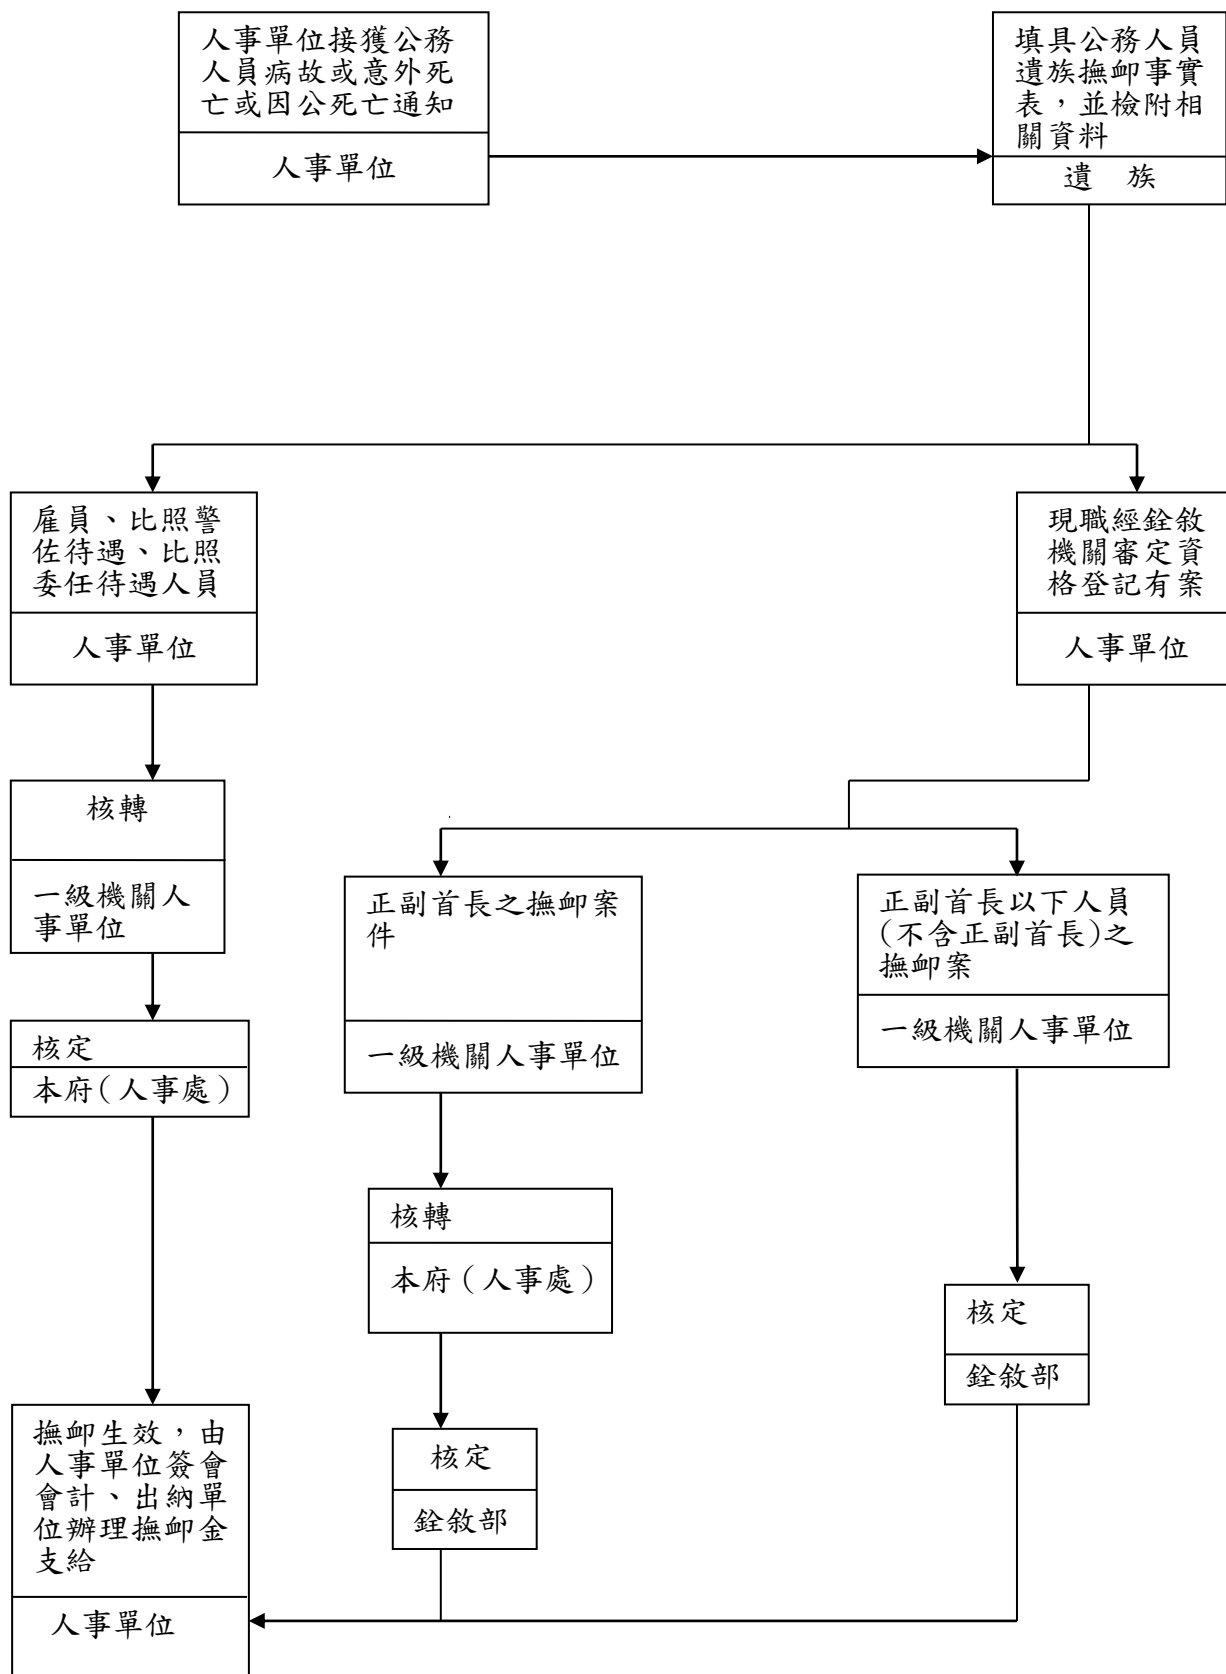 人事單位接獲公務
人員病故或意外死
亡或因公死亡通知
人事單位
填具公務人員
遺族撫卹事實
表，並檢附相
關資料
遺　族
雇員、比照警
佐待遇、比照
委任待遇人員
人事單位
現職經銓敘
機關審定資
格登記有案
人事單位
核轉
一級機關人
事單位
正副首長之撫卹案
件
一級機關人事單位
正副首長以下人員
(不含正副首長)之
撫卹案
一級機關人事單位
核定
本府(人事處)
核轉
本府（人事處）
核定
銓敘部
撫卹生效，由
人事單位簽會
會計、出納單
位辦理撫卹金
支給
人事單位
核定
銓敘部